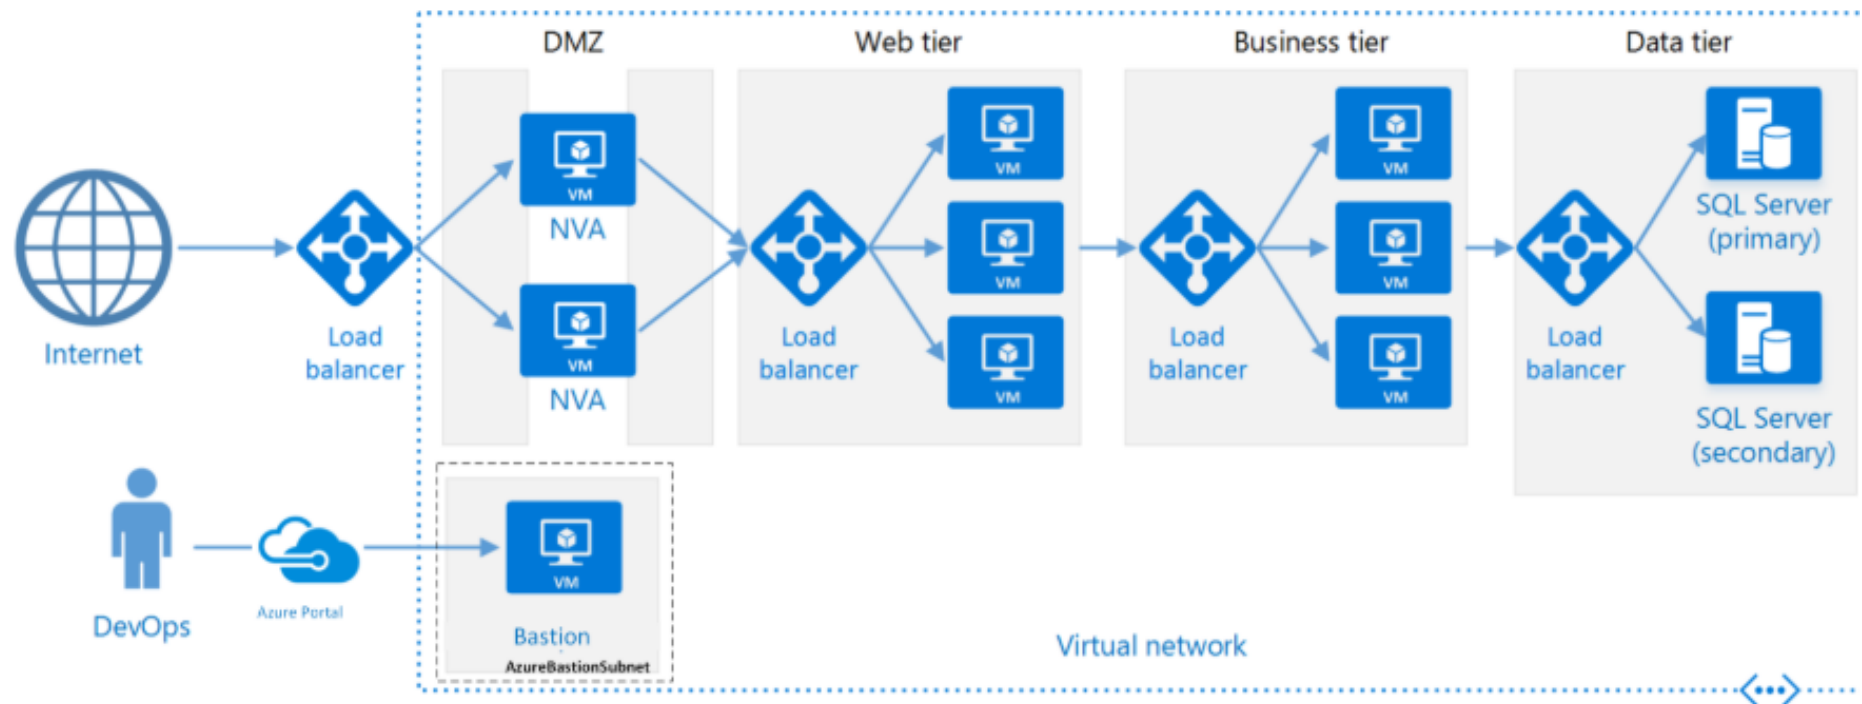 DMZ
Web tier
Business tier
Data tier
VM
NVA
VM
NVA
VM
VM
VM
VM
VM
VM
SQL Server
(primary)
SQL Server
(secondary)
Internet
Load
balancer
Load
balancer
Load
balancer
Load
balancer
DevOps
Azure Portal
VM
Bastion
AzureBastionSubnet
Virtual network